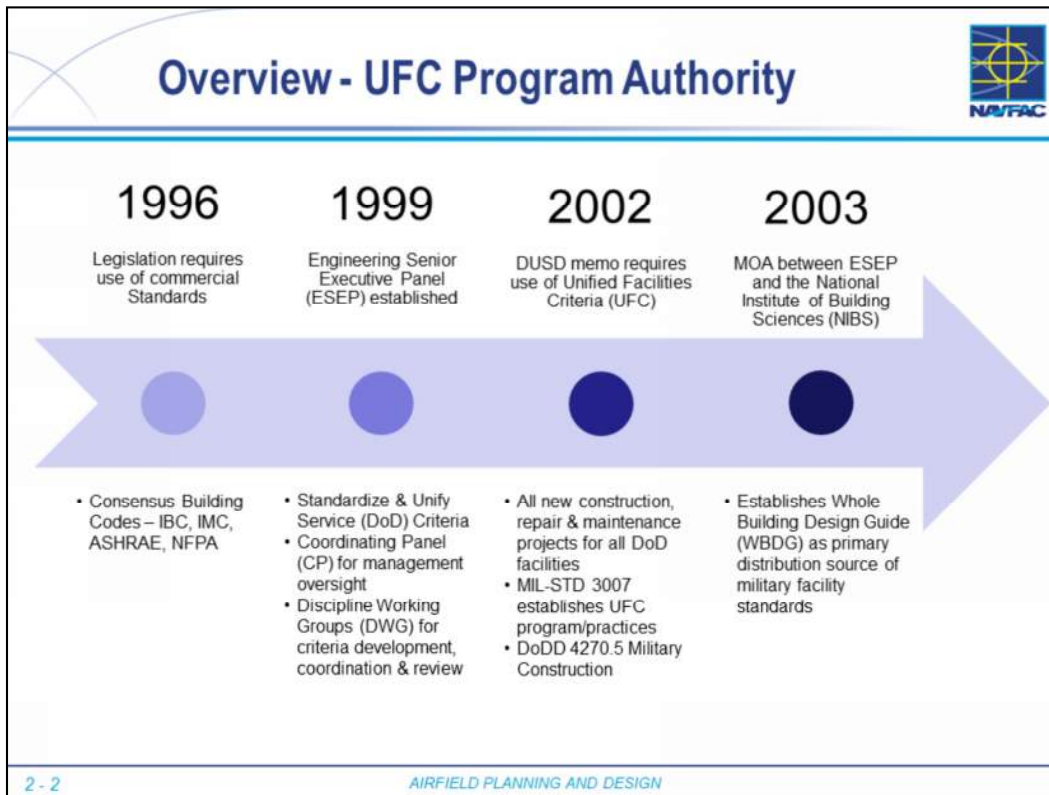 Overview - UFC Program Authority
NAVFAC
1996
Legislation requires
use of commercial
Standards
1999
Engineering Senior
Executive Panel
(ESEP) established
2002
DUSD memo requires
use of Unified Facilities
Criteria (UFC)
2003
MOA between ESEP
and the National
Institute of Building
Sciences (NIBS)
▪ Consensus Building
Codes – IBC, IMC,
ASHRAE, NFPA
▪ Standardize & Unify
Service (DoD) Criteria
▪ Coordinating Panel
(CP) for management
oversight
▪ Discipline Working
Groups (DWG) for
criteria development,
coordination & review
▪ All new construction,
repair & maintenance
projects for all DoD
facilities
▪ MIL-STD 3007
establishes UFC
program/practices
▪ DoDD 4270.5 Military
Construction
▪ Establishes Whole
Building Design Guide
(WBDG) as primary
distribution source of
military facility
standards
2 - 2
AIRFIELD PLANNING AND DESIGN